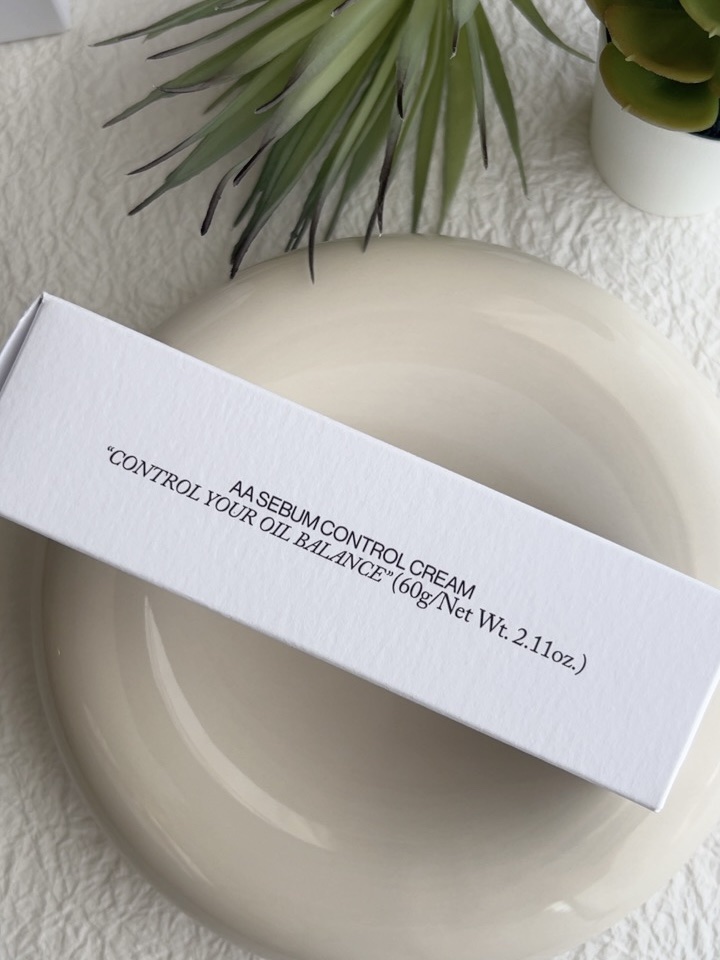 AA SEBUM CONTROL CREAM
“CONTROL YOUR OIL BALANCE” (60g/Net Wt. 2.11oz.)